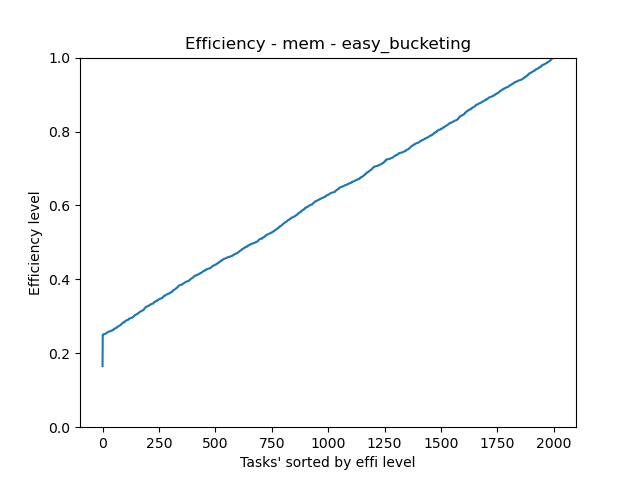 Efficiency - mem - easy_bucketing
1.0
0.8
0.6
0.4
0.2
0.0
Efficiency level
0 250 500 750 1000 1250 1500 1750 2000
Tasks' sorted by effi level